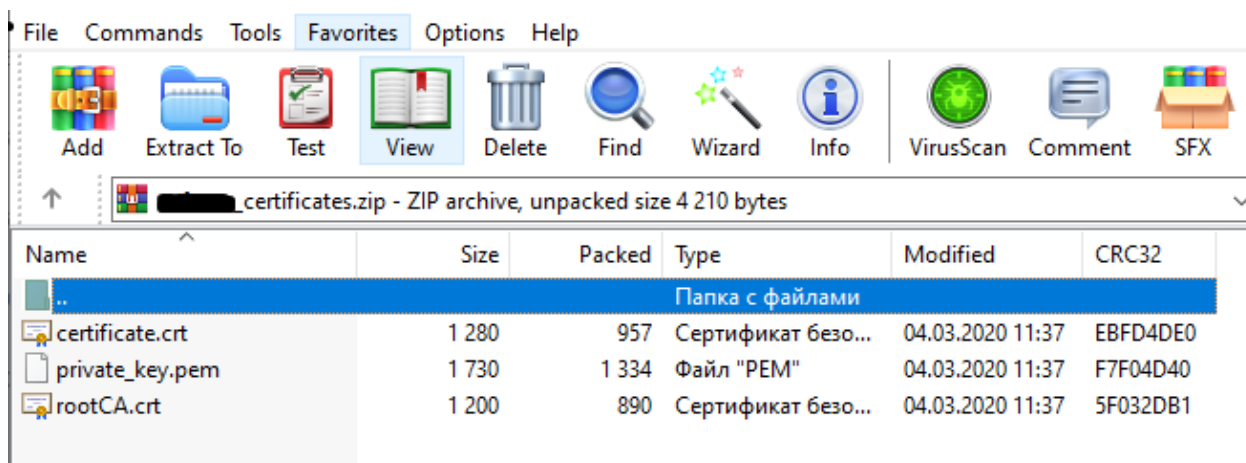 File Commands Tools Favorites Options Help
Add Extract To Test View Delete Find Wizard Info VirusScan Comment SFX
_certificates.zip - ZIP archive, unpacked size 4 210 bytes
Name Size Packed Type Modified CRC32
.. Папка с файлами
certificate.crt 1 280 957 Сертификат безо... 04.03.2020 11:37 EBFD4DE0
private_key.pem 1 730 1 334 Файл "PEM" 04.03.2020 11:37 F7F04D40
rootCA.crt 1 200 890 Сертификат безо... 04.03.2020 11:37 5F032DB1